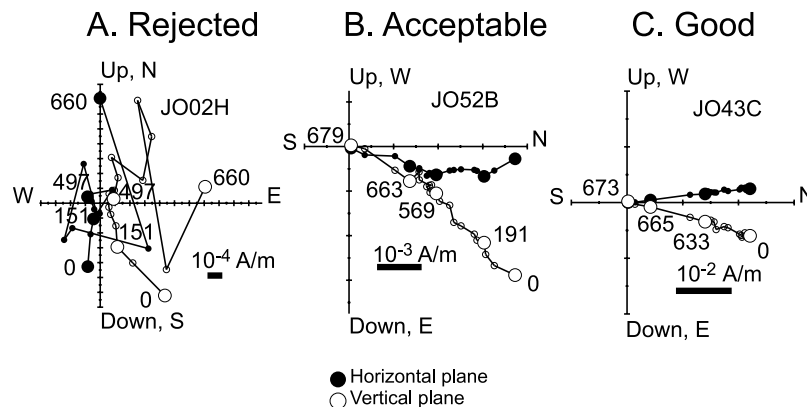 A. Rejected
Up, N
660
JO02H
497
497
660
W
E
151
151
0
0
10-4 A/m
Down, S
B. Acceptable
Up, W
JO52B
S
679
N
663
569
191
0
10-3 A/m
Down, E
C. Good
Up, W
JO43C
S
673
N
665
633
0
10-2 A/m
Down, E
Horizontal plane
Vertical plane